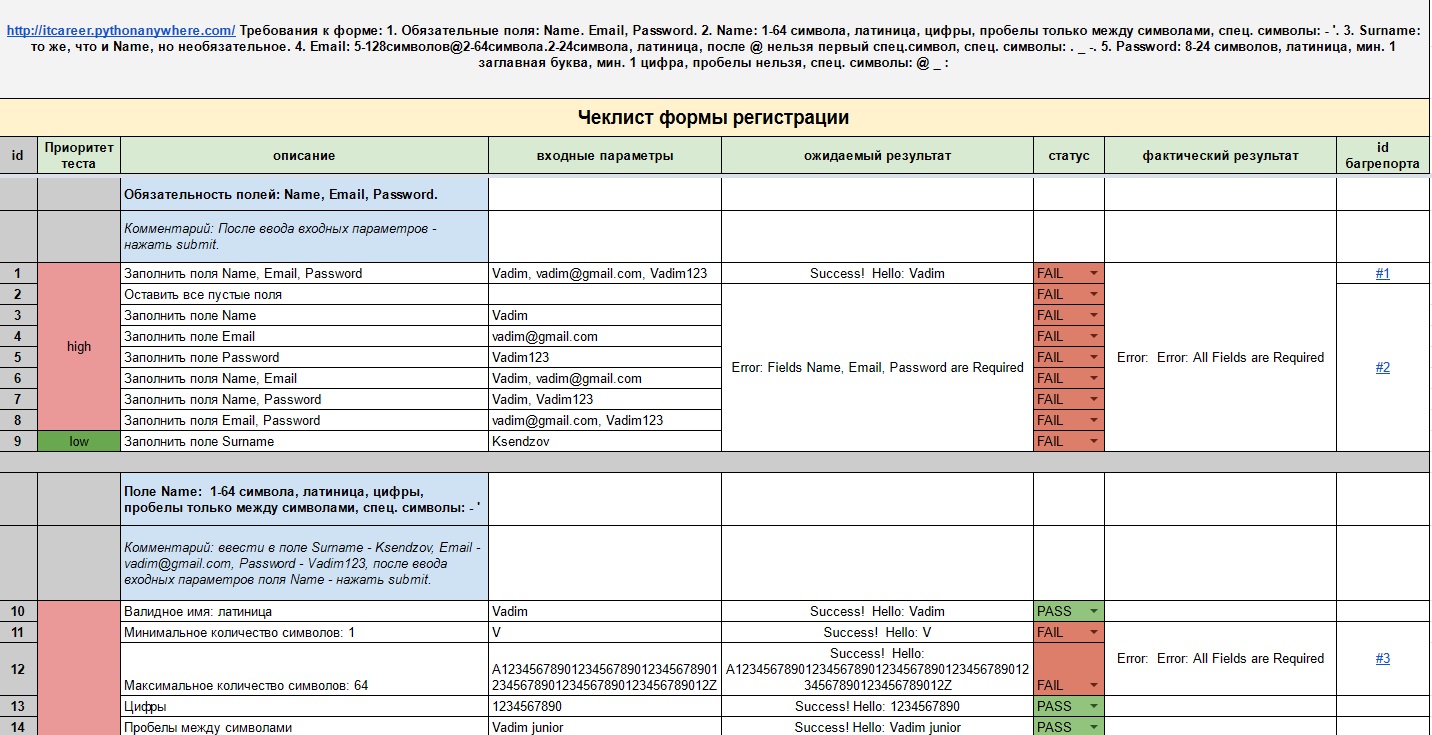 http://itcareer.pythonanywhere.com/ Требования к форме: 1. Обязательные поля: Name. Email, Password. 2. Name: 1-64 символа, латиница, цифры, пробелы только между символами, спец. символы: - '. 3. Surname:
то же, что и Name, но необязательное. 4. Email: 5-128символов@2-64символа.2-24символа, латиница, после @ нельзя первый спец.символ, спец. символы: . _ -. 5. Password: 8-24 символов, латиница, мин. 1
заглавная буква, мин. 1 цифра, пробелы нельзя, спец. символы: @ _ :
Чеклист формы регистрации
id Приоритет теста описание входные параметры ожидаемый результат статус фактический результат id багрепорта
Обязательность полей: Name, Email, Password.
Комментарий: После ввода входных параметров -
нажать submit.
1 Заполнить поля Name, Email, Password Vadim, vadim@gmail.com, Vadim123 Success! Hello: Vadim FAIL #1
2 Оставить все пустые поля FAIL
3 Заполнить поле Name Vadim FAIL
4 Заполнить поле Email vadim@gmail.com FAIL
high
5 Заполнить поле Password Vadim123 FAIL Error: Error: All Fields are Required
Error: Fields Name, Email, Password are Required #2
6 Заполнить поля Name, Email Vadim, vadim@gmail.com FAIL
7 Заполнить поля Name, Password Vadim, Vadim123 FAIL
8 Заполнить поля Email, Password vadim@gmail.com, Vadim123 FAIL
9 low Заполнить поле Surname Ksendzov FAIL
Поле Name: 1-64 символа, латиница, цифры,
пробелы только между символами, спец. символы: - '
Комментарий: ввести в поле Surname - Ksendzov, Email -
vadim@gmail.com, Password - Vadim123, после ввода
входных параметров поля Name - нажать submit.
10 Валидное имя: латиница Vadim Success! Hello: Vadim PASS
11 Минимальное количество символов: 1 V Success! Hello: V FAIL
Error: Error: All Fields are Required #3
Success! Hello:
12 A1234567890123456789012345678901 A12345678901234567890123456789012345678901​2
Максимальное количество символов: 64 2345678901234567890123456789012Z 345678901234567890​12Z FAIL
13 Цифры 1234567890 Success! Hello: 1234567890 PASS
14 Пробелы между символами Vadim junior Success! Hello: Vadim junior PASS